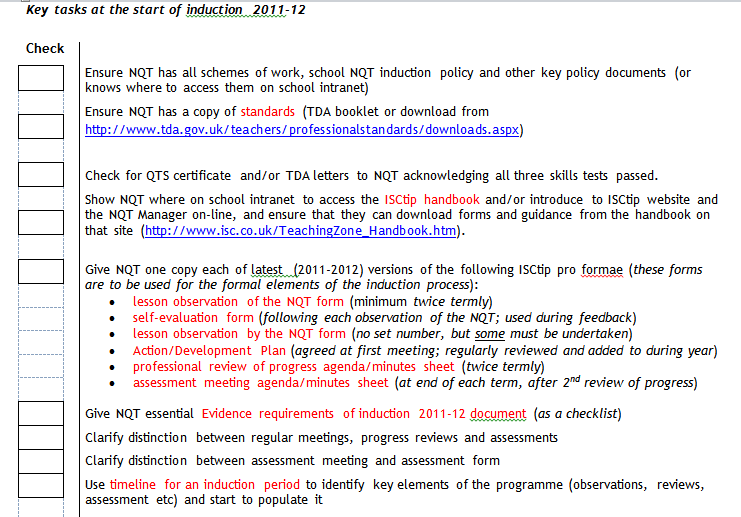 Key tasks at the start of induction 2011-12
Check
Ensure NQT has all schemes of work, school NQT induction policy and other key policy documents (or
knows where to access them on school intranet)
Ensure NQT has a copy of standards (TDA booklet or download from
http://www.tda.gov.uk/teachers/professionalstandards/downloads.aspx)
Check for QTS certificate and/or TDA letters to NQT acknowledging all three skills tests passed.
Show NQT where on school intranet to access the ISCtip handbook and/or introduce to ISCtip website and
the NQT Manager on-line, and ensure that they can download forms and guidance from the handbook on
that site (http://www.isc.co.uk/TeachingZone_Handbook.htm).
Give NQT one copy each of latest (2011-2012) versions of the following ISCtip pro formae (these forms
are to be used for the formal elements of the induction process):
• lesson observation of the NQT form (minimum twice termly)
• self-evaluation form (following each observation of the NQT; used during feedback)
• lesson observation by the NQT form (no set number, but some must be undertaken)
• Action/Development Plan (agreed at first meeting; regularly reviewed and added to during year)
• professional review of progress agenda/minutes sheet (twice termly)
• assessment meeting agenda/minutes sheet (at end of each term, after 2nd review of progress)
Give NQT essential Evidence requirements of induction 2011-12 document (as a checklist)
Clarify distinction between regular meetings, progress reviews and assessments
Clarify distinction between assessment meeting and assessment form
Use timeline for an induction period to identify key elements of the programme (observations, reviews,
assessment etc) and start to populate it